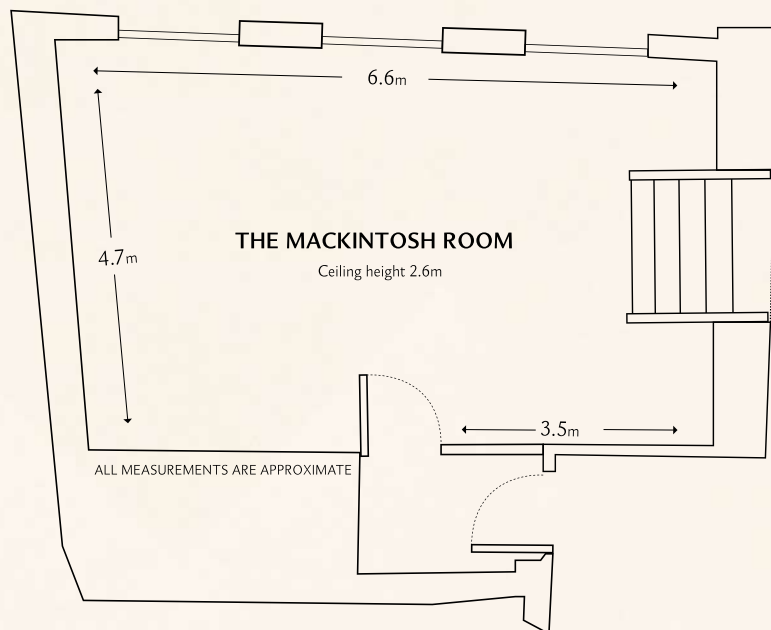 6.6m
THE MACKINTOSH ROOM
4.7m
Ceiling height 2.6m
3.5m
ALL MEASUREMENTS ARE APPROXIMATE